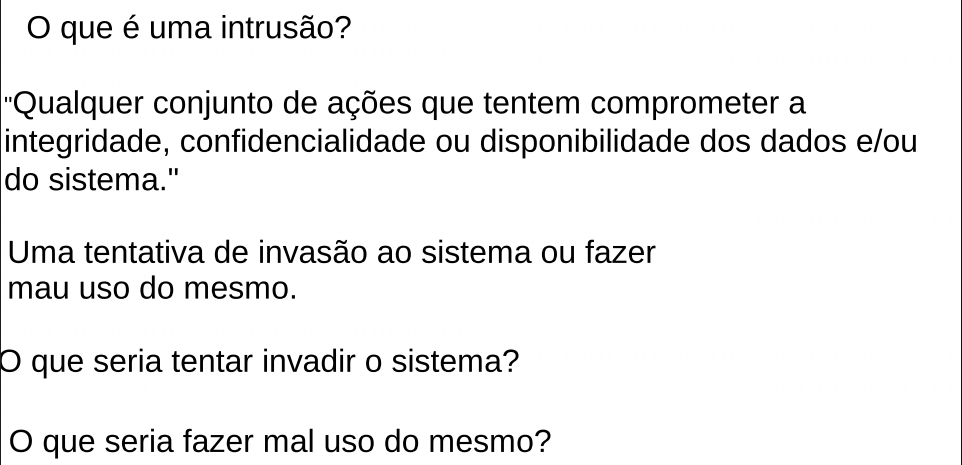 O que é uma intrusão?
"Qualquer conjunto de ações que tentem comprometer a
integridade, confidencialidade ou disponibilidade dos dados e/ou
do sistema."
Uma tentativa de invasão ao sistema ou fazer
mau uso do mesmo.
O que seria tentar invadir o sistema?
O que seria fazer mal uso do mesmo?